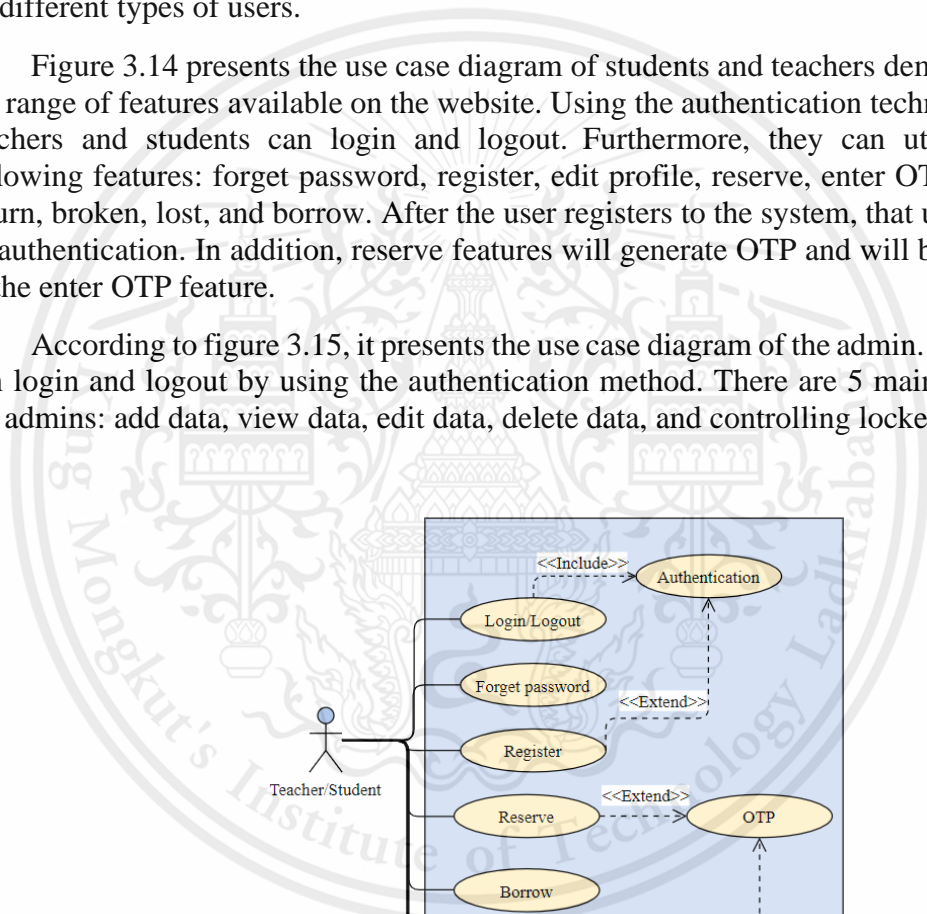 different types of users.
Figure 3.14 presents the use case diagram of students and teachers den
range of features available on the website. Using the authentication techn
chers and students can login and logout. Furthermore, they can ut
lowing features: forget password, register, edit profile, reserve, enter OT
urn, broken, lost, and borrow. After the user registers to the system, that u
authentication. In addition, reserve features will generate OTP and will b
the enter OTP feature.
According to figure 3.15, it presents the use case diagram of the admin.
n login and logout by using the authentication method. There are 5 main
admins: add data, view data, edit data, delete data, and controlling locke
<<Include>>
Authentication
Login/Logout
Forget password
<<Extend>>
Register
Teacher/Student
<<Extend>>
Reserve
OTP
Borrow
King Mongkut's Institute of Technology Ladkrabang